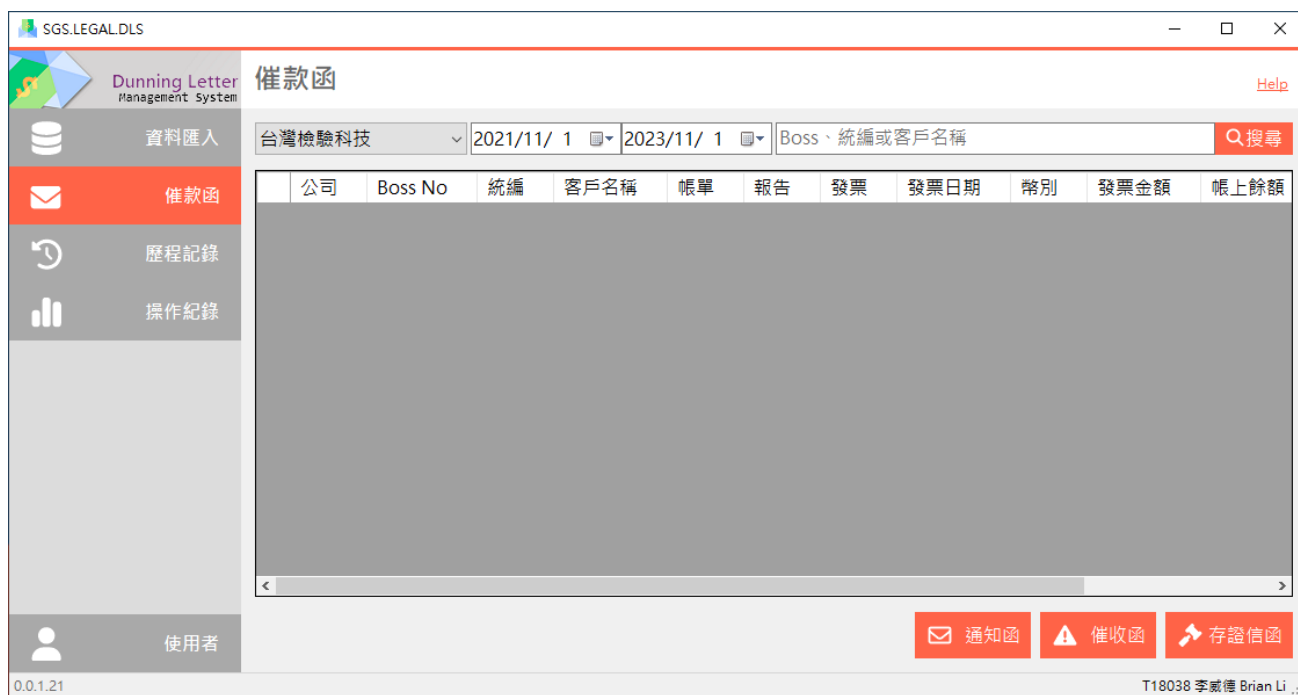 SGS.LEGAL.DLS
Dunning Letter
Management System
催款函
Help
資料匯入
催款函
歷程記錄
操作紀錄
使用者
台灣檢驗科技 2021/11/ 1 2023/11/ 1 Boss、統編或客戶名稱 搜尋
公司 Boss No 統編 客戶名稱 帳單 報告 發票 發票日期 幣別 發票金額 帳上餘額
通知函 催收函 存證信函
0.0.1.21
T18038 李威德 Brian Li